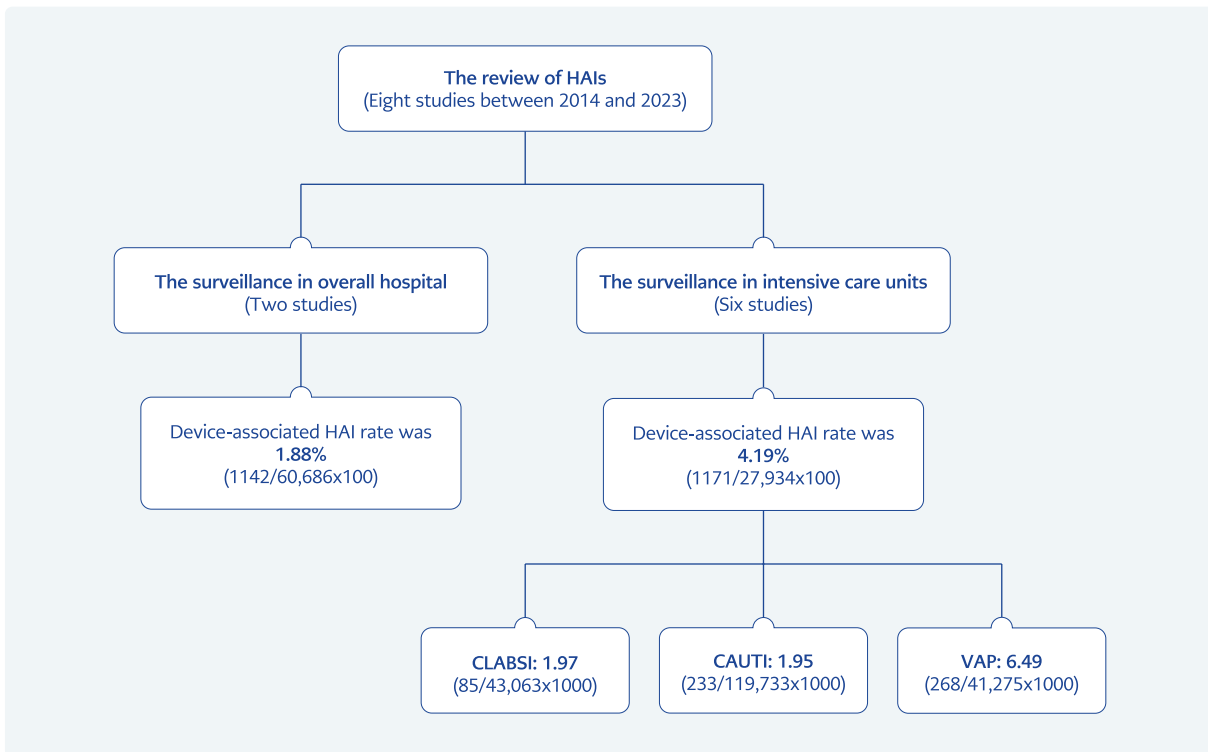 The review of HAIs
(Eight studies between 2014 and 2023)
The surveillance in overall hospital
(Two studies)
The surveillance in intensive care units
(Six studies)
Device-associated HAI rate was
1.88%
(1142/60,686x100)
Device-associated HAI rate was
4.19%
(1171/27,934x100)
CLABSI: 1.97
(85/43,063x1000)
CAUTI: 1.95
(233/119,733x1000)
VAP: 6.49
(268/41,275x1000)